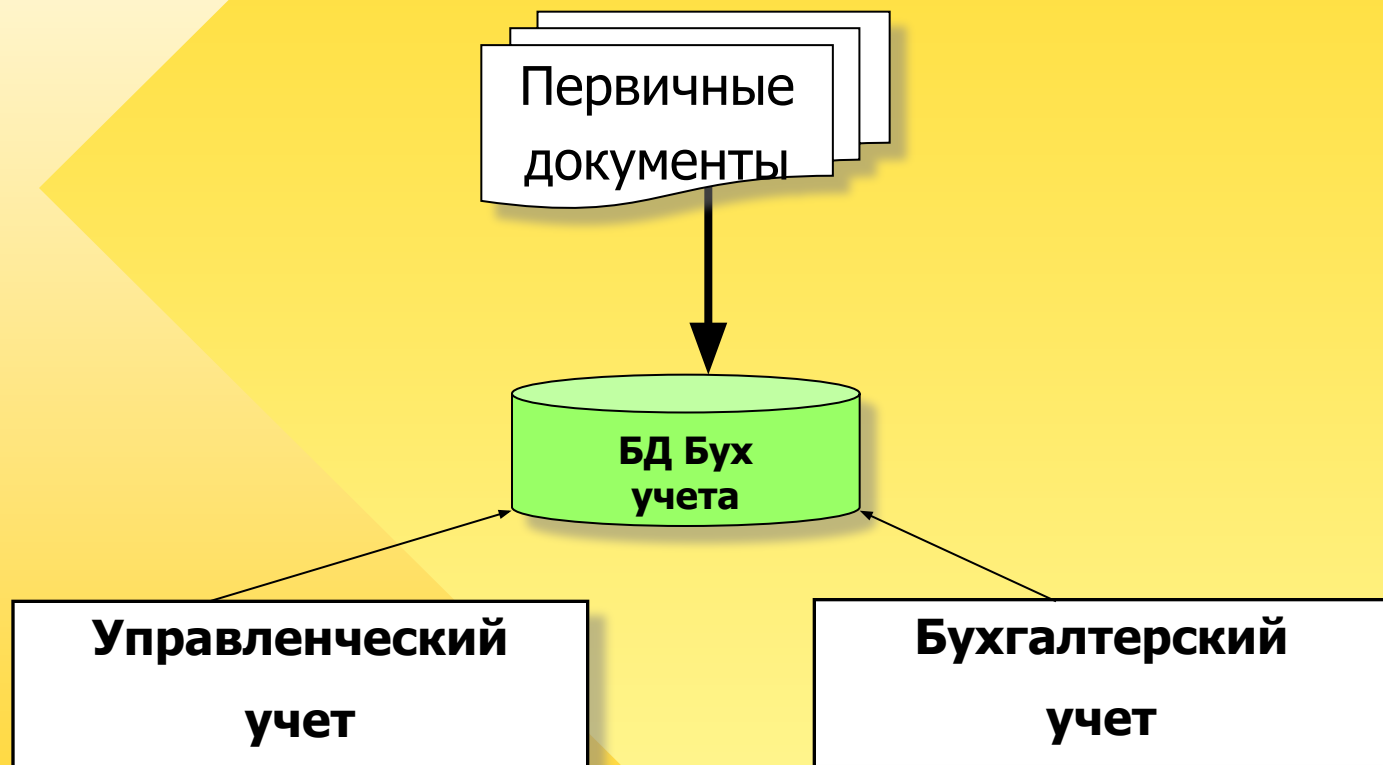 Первичные
документы
БД Бух
учета
Управленческий
учет
Бухгалтерский
учет